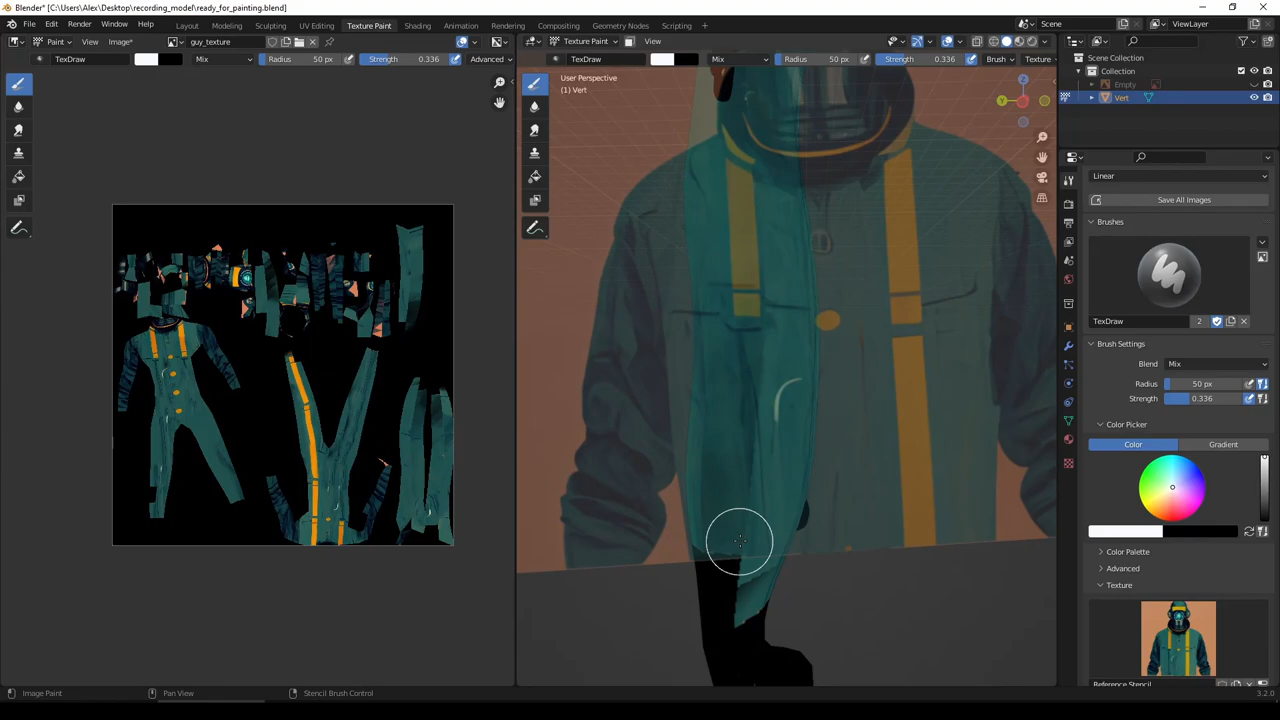 Blender* [C:\Users\Alex\Desktop\recording_model\ready_for_painting.blend]
File Edit Render Window Help Layout Modeling Sculpting UV Editing Texture Paint Shading Animation Rendering Compositing Geometry Nodes Scripting + Scene ViewLayer
Paint View Image* guy_texture Texture Paint View
TexDraw Mix Radius 50 px Strength 0.336 Advanced TexDraw Mix Radius 50 px Strength 0.336 Brush Texture
Scene Collection
Collection
Empty
Vert
User Perspective
(1) Vert
Z
Y
Linear
Save All Images
Brushes
TexDraw 2
Brush Settings
Blend Mix
Radius 50 px
Strength 0.336
Color Picker
Color Gradient
Color Palette
Advanced
Texture
Reference Stencil
Image Paint Pan View Stencil Brush Control 3.2.0